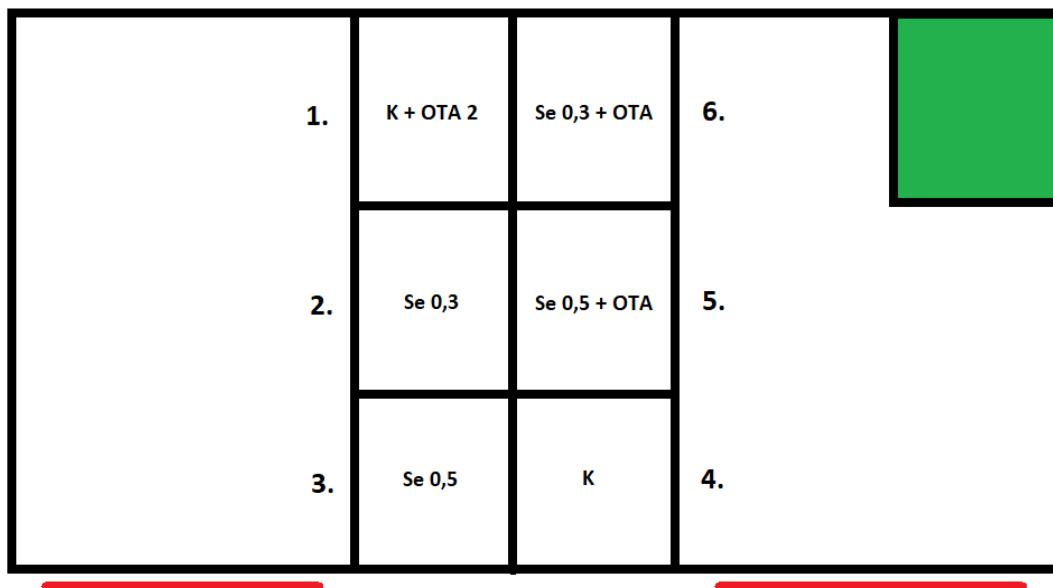 1. K + OTA 2 Se 0,3 + OTA 6.
2. Se 0,3 Se 0,5 + OTA 5.
3. Se 0,5 K 4.